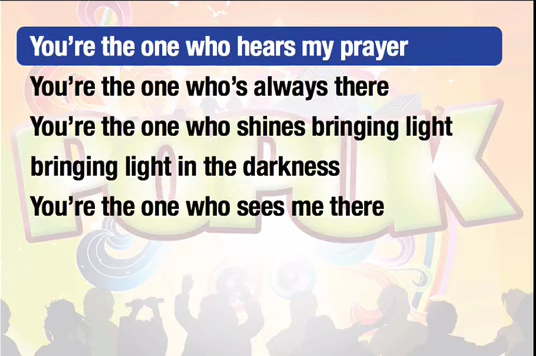 You're the one who hears my prayer
You're the one who's always there
You're the one who shines bringing light
bringing light in the darkness
You're the one who sees me there
POPUK